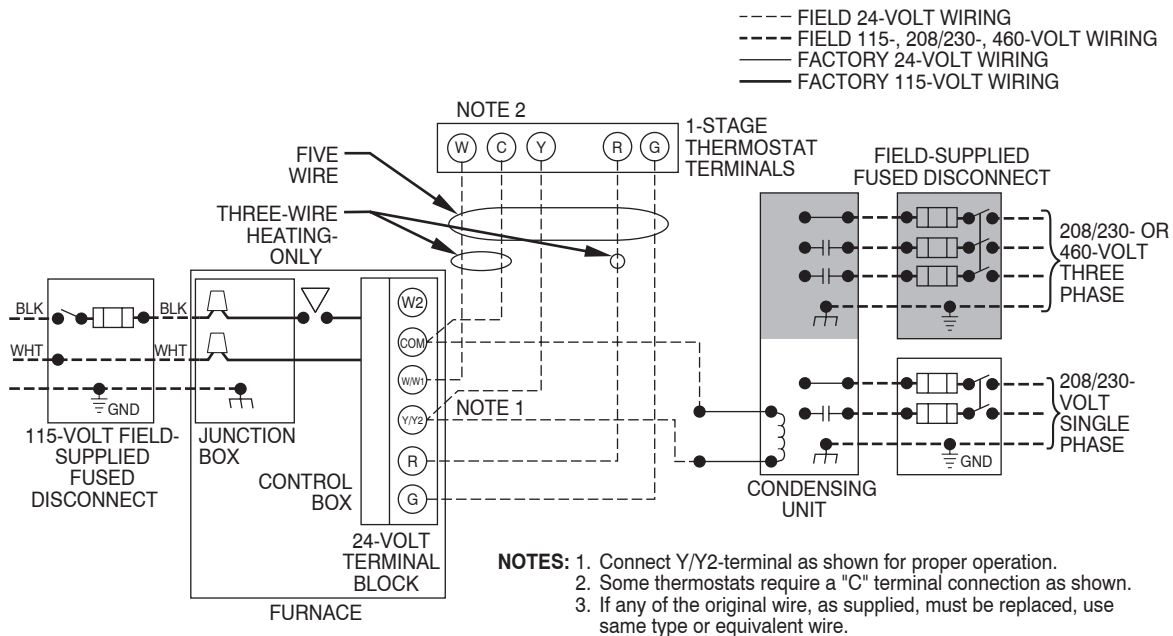 FIELD 24-VOLT WIRING
FIELD 115-, 208/230-, 460-VOLT WIRING
FACTORY 24-VOLT WIRING
FACTORY 115-VOLT WIRING
NOTE 2
W C Y R G
1-STAGE
THERMOSTAT
TERMINALS
FIVE
WIRE
THREE-WIRE
HEATING-
ONLY
FIELD-SUPPLIED
FUSED DISCONNECT
208/230- OR
460-VOLT
THREE
PHASE
BLK
BLK
WHT
WHT
GND
W2
COM
W/W1
Y/Y2
R
G
NOTE 1
208/230-
VOLT
SINGLE
PHASE
GND
115-VOLT FIELD-
SUPPLIED
FUSED
DISCONNECT
JUNCTION
BOX
CONTROL
BOX
24-VOLT
TERMINAL
BLOCK
FURNACE
CONDENSING
UNIT
NOTES: 1. Connect Y/Y2-terminal as shown for proper operation.
2. Some thermostats require a "C" terminal connection as shown.
3. If any of the original wire, as supplied, must be replaced, use
same type or equivalent wire.